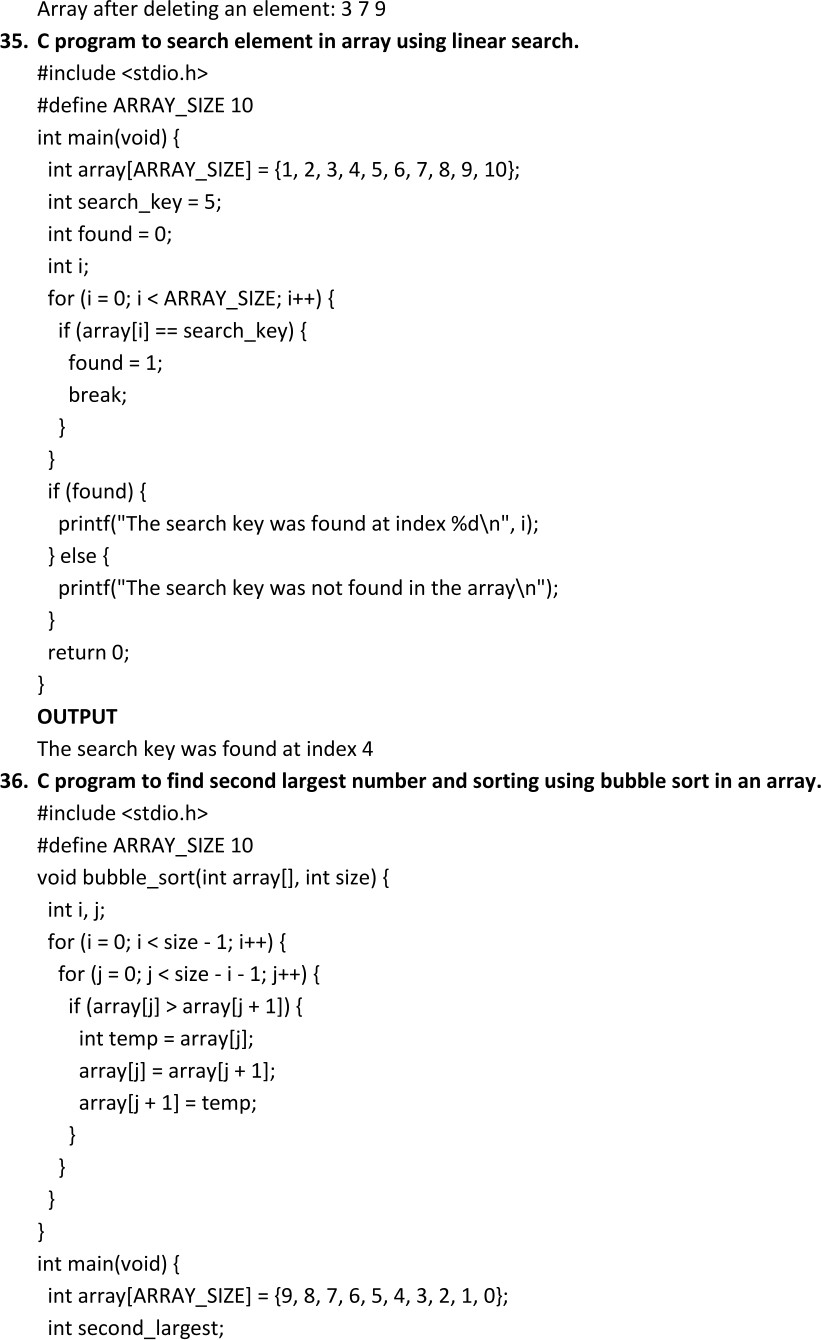 Array after deleting an element: 3 7 9
35. C program to search element in array using linear search.
#include <stdio.h>
#define ARRAY_SIZE 10
int main(void) {
int array[ARRAY_SIZE] = {1, 2, 3, 4, 5, 6, 7, 8, 9, 10};
int search_key = 5;
int found = 0;
int i;
for (i = 0; i < ARRAY_SIZE; i++) {
if (array[i] == search_key) {
found = 1;
break;
}
}
if (found) {
printf("The search key was found at index %d\n", i);
} else {
printf("The search key was not found in the array\n");
}
return 0;
}
OUTPUT
The search key was found at index 4
36. C program to find second largest number and sorting using bubble sort in an array.
#include <stdio.h>
#define ARRAY_SIZE 10
void bubble_sort(int array[], int size) {
int i, j;
for (i = 0; i < size - 1; i++) {
for (j = 0; j < size - i - 1; j++) {
if (array[j] > array[j + 1]) {
int temp = array[j];
array[j] = array[j + 1];
array[j + 1] = temp;
}
}
}
}
int main(void) {
int array[ARRAY_SIZE] = {9, 8, 7, 6, 5, 4, 3, 2, 1, 0};
int second_largest;